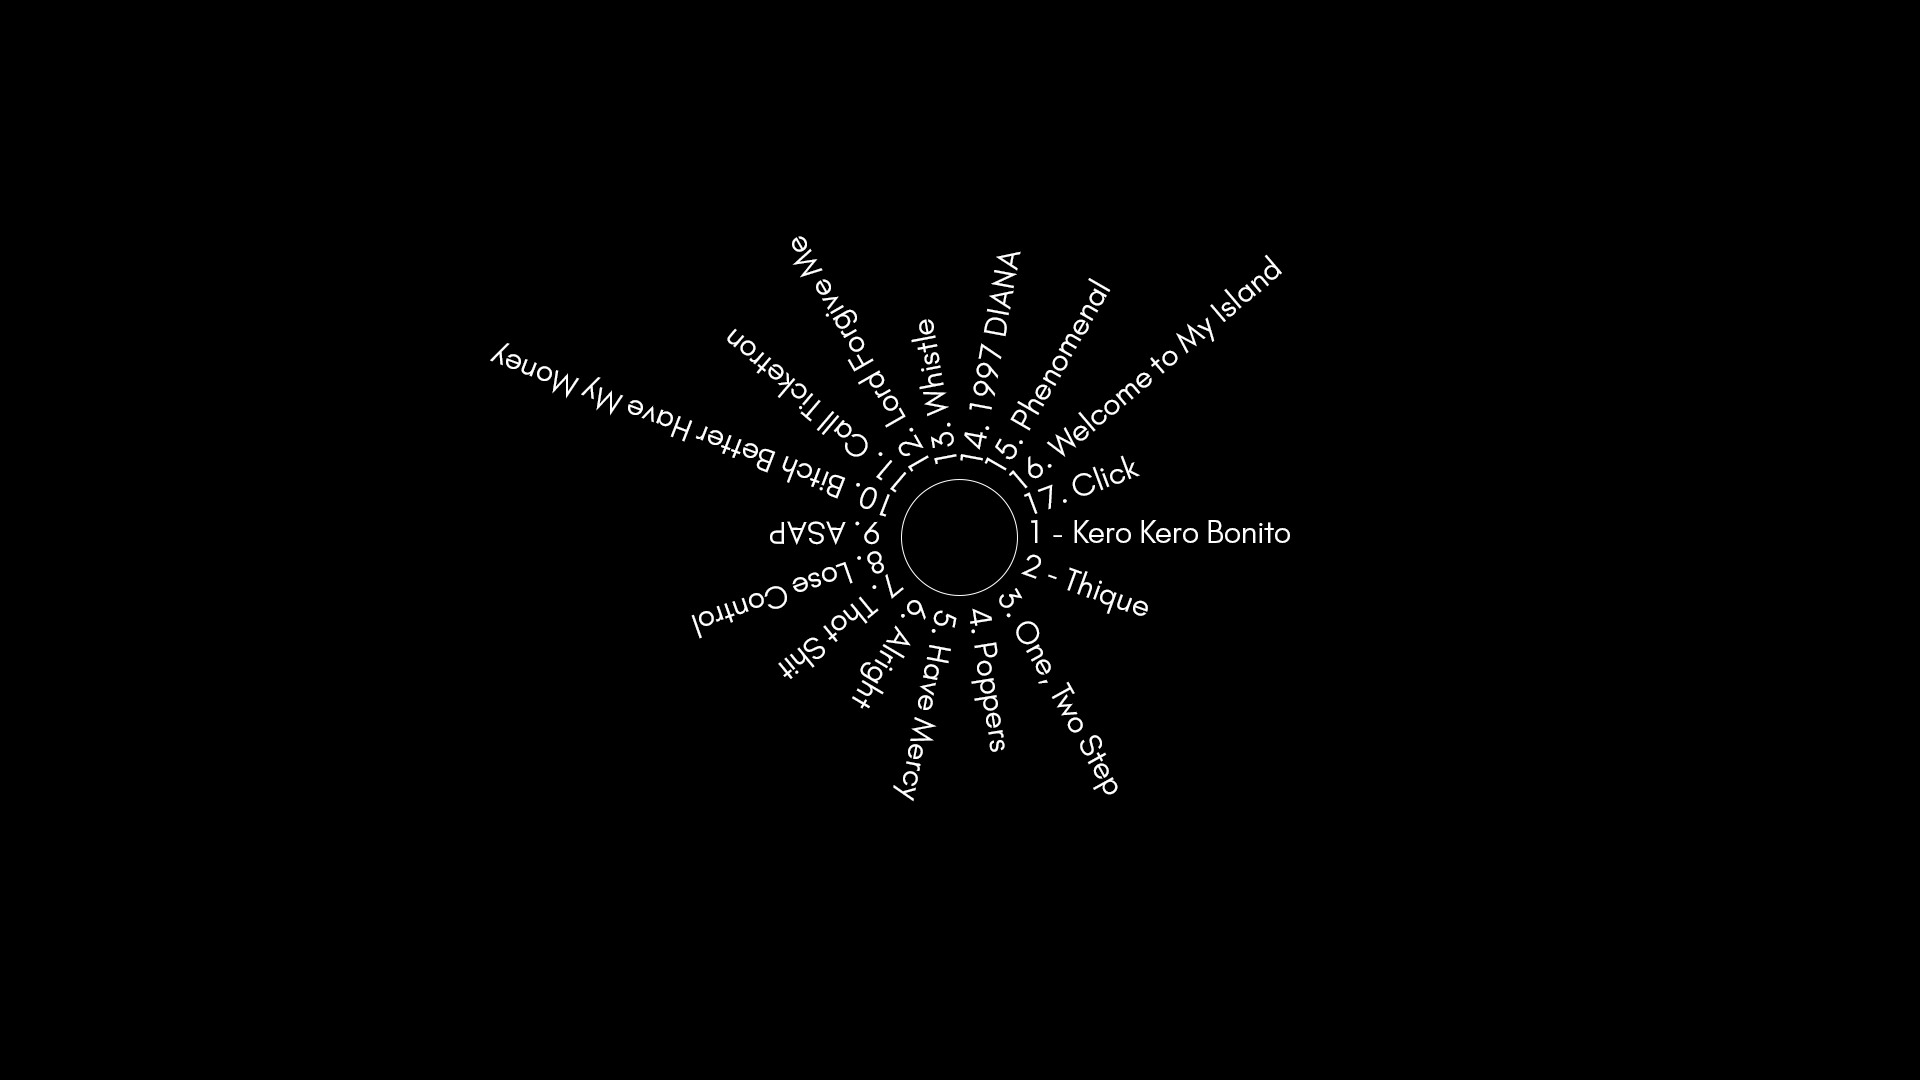 1 - Kero Kero Bonito
2 - Thique
3. One, Two Step
4. Poppers
5. Have Mercy
6. Alright
7. Thot Shit
8. Lose Control
9. ASAP
10. Bitch Better Have My Money
11. Call Ticketron
12. Lord Forgive Me
13. Whistle
14. 1997 DIANA
15. Phenomenal
16. Welcome to My Island
17. Click